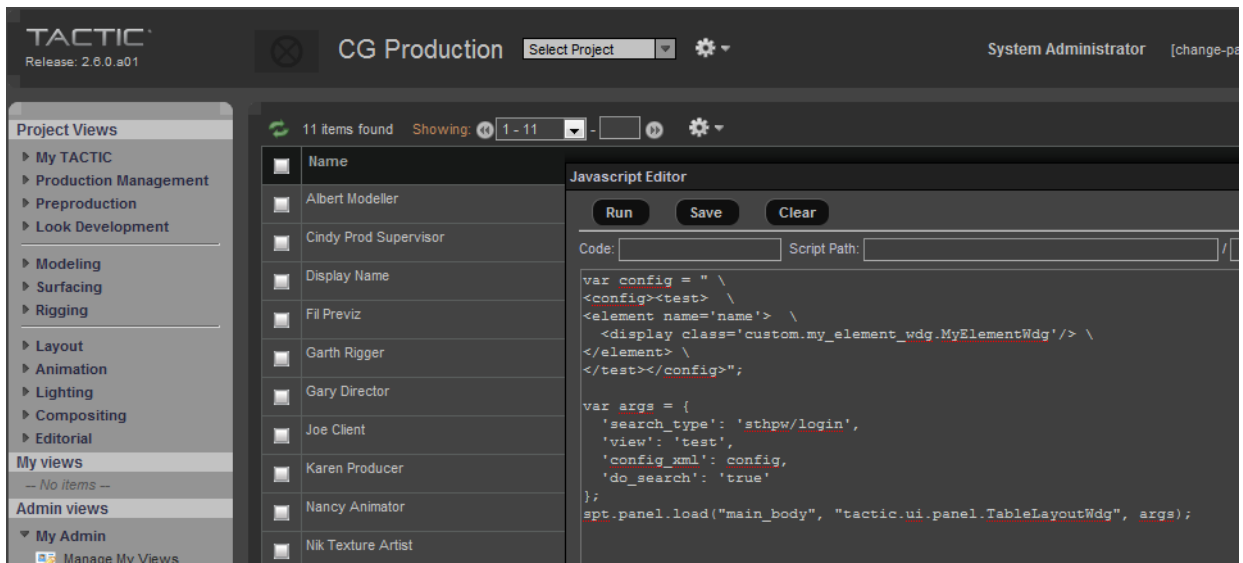 TACTIC
Release: 2.6.0.a01
CG Production
Select Project
System Administrator [change-pa
Project Views
My TACTIC
Production Management
Preproduction
Look Development
Modeling
Surfacing
Rigging
Layout
Animation
Lighting
Compositing
Editorial
My views
-- No items --
Admin views
My Admin
Manage My Views
11 items found Showing: 1 - 11 -
Name
Albert Modeller
Cindy Prod Supervisor
Display Name
Fil Previz
Garth Rigger
Gary Director
Joe Client
Karen Producer
Nancy Animator
Nik Texture Artist
Javascript Editor
Run Save Clear
Code: Script Path: /
var config = " \
<config><test>  \
<element name='name'>  \
  <display class='custom.my_element_wdg.MyElementWdg'/> \
</element> \
</test></config>";
var args = {
  'search_type': 'sthpw/login',
  'view': 'test',
  'config_xml': config,
  'do_search': 'true'
};
spt.panel.load("main_body", "tactic.ui.panel.TableLayoutWdg", args);